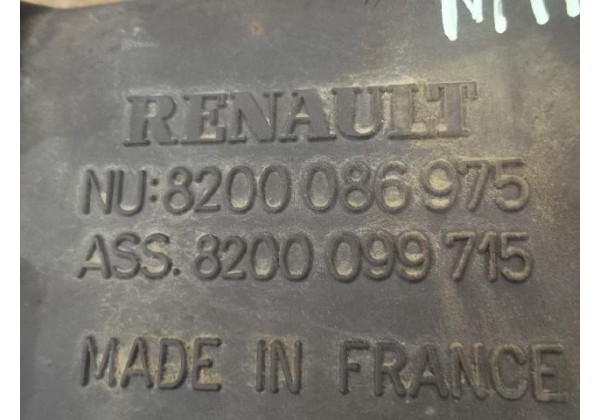 RENAULT
NU:8200 086 975
ASS. 8200 099 715
MADE IN FRANCE